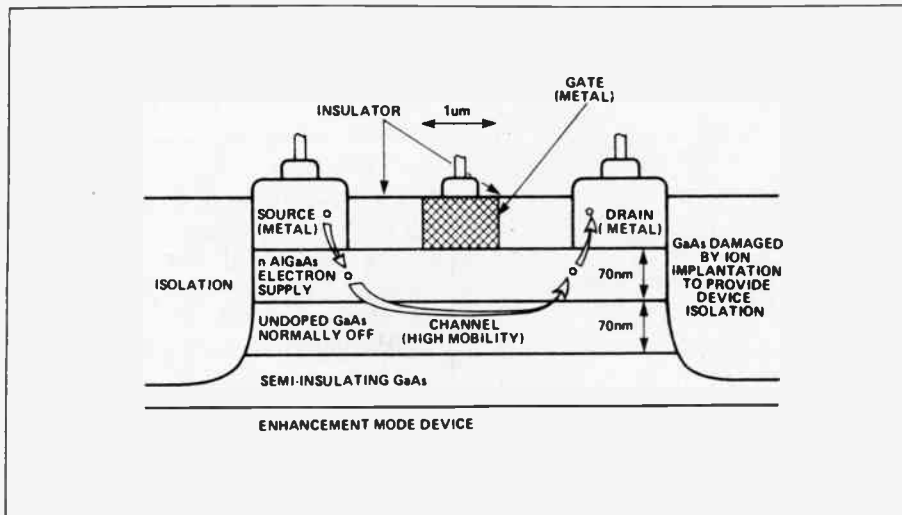 GATE
(METAL)
INSULATOR
1um
SOURCE
(METAL)
DRAIN
(METAL)
n AlGaAs
ELECTRON
SUPPLY
70nm
GaAs DAMAGED
BY ION
IMPLANTATION
TO PROVIDE
DEVICE
ISOLATION
ISOLATION
UNDOPED GaAs
NORMALLY OFF
CHANNEL
(HIGH MOBILITY)
70nm
SEMI-INSULATING GaAs
ENHANCEMENT MODE DEVICE